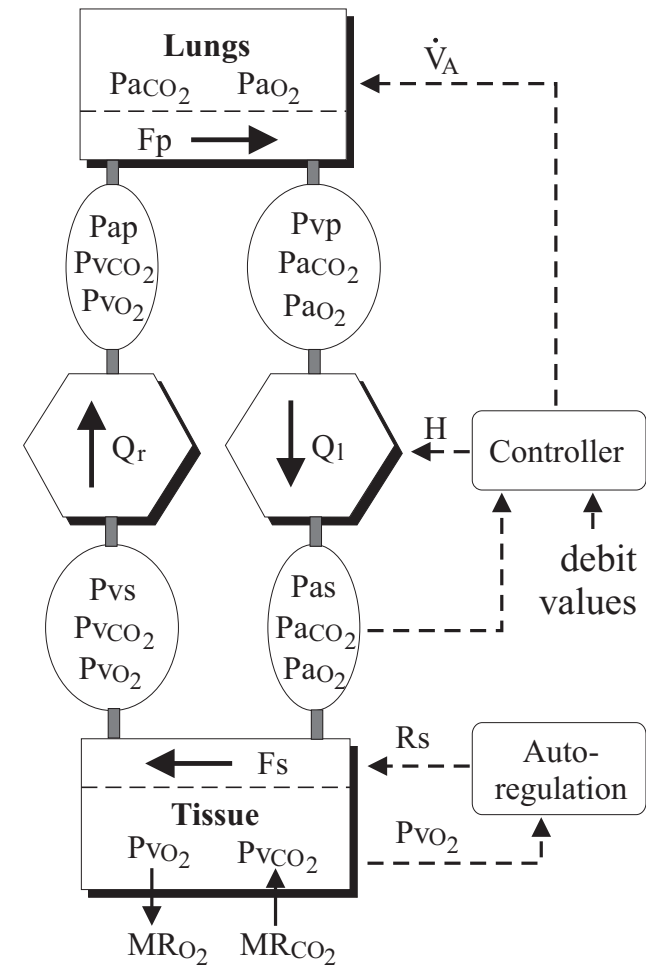 Lungs
PaCO2 PaO2
Fp
V̇A
Pap
PvCO2
PvO2
Pvp
PaCO2
PaO2
Qr
Ql
H
Controller
debit
values
Pvs
PvCO2
PvO2
Pas
PaCO2
PaO2
Fs
Rs
Auto-
regulation
Tissue
PvO2 PvCO2
PvO2
MRO2 MRCO2